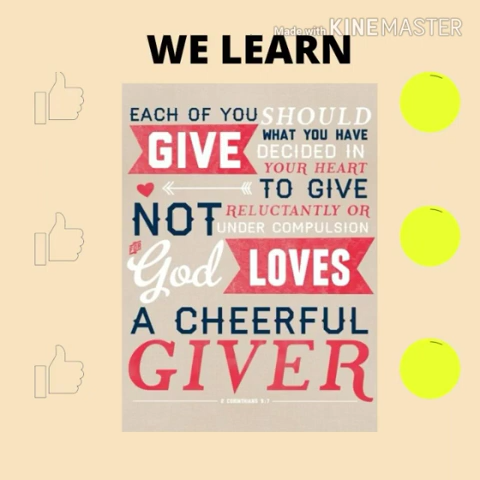 Made with KINEMASTER
WE LEARN
EACH OF YOU SHOULD
GIVE WHAT YOU HAVE
DECIDED IN
YOUR HEART
TO GIVE
NOT RELUCTANTLY OR
UNDER COMPULSION
God LOVES
A CHEERFUL
GIVER